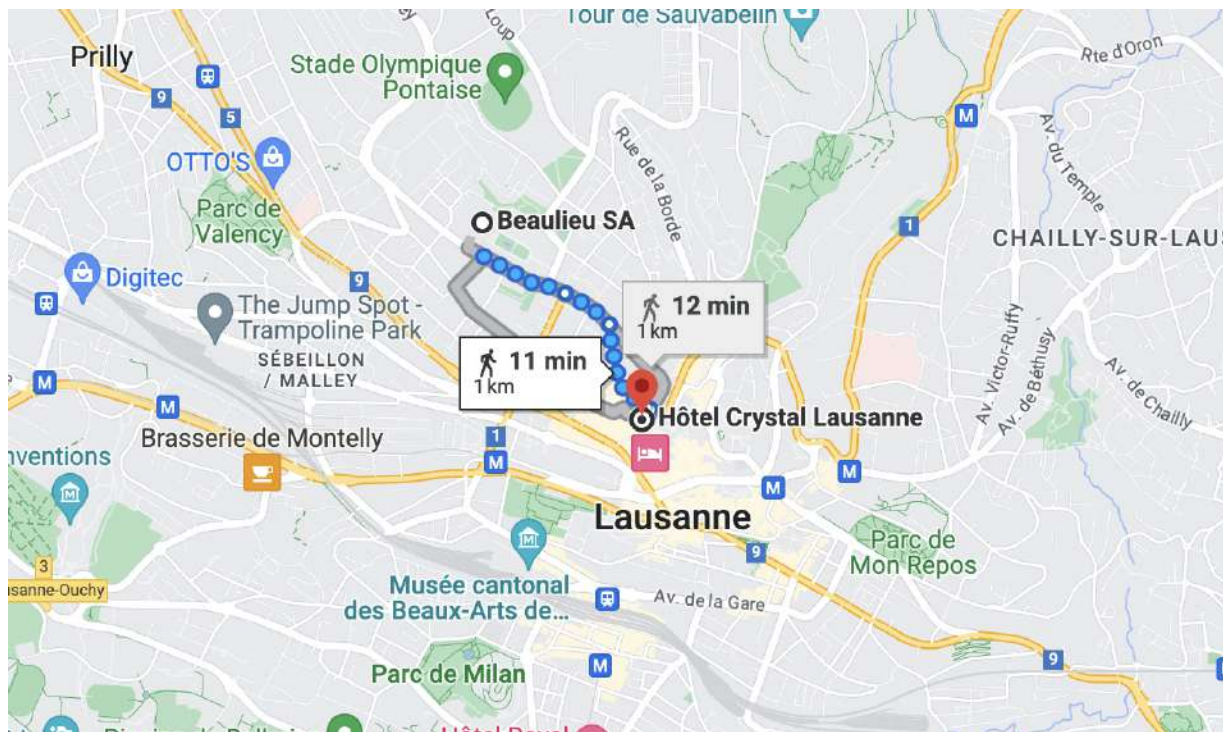 Tour de Sauvabelin
Loup
Prilly
Rte d'Oron
Stade Olympique
Pontaise
9
5
M
OTTO'S
Av. du Temple
Rue de la Borde
Parc de
Valency
Beaulieu SA
1
CHAILLY-SUR-LAUS
Digitec
9
The Jump Spot -
Trampoline Park
12 min
1 km
SÉBEILLON
/ MALLEY
11 min
1 km
Av. Victor-Ruffy
Av. de Béthusy
Av. de Chailly
M
M
Hôtel Crystal Lausanne
Brasserie de Montelly
1
M
M
nventions
M
Lausanne
Parc de
Mon Repos
9
3
usanne-Ouchy
Musée cantonal
des Beaux-Arts de...
Av. de la Gare
M
9
Parc de Milan